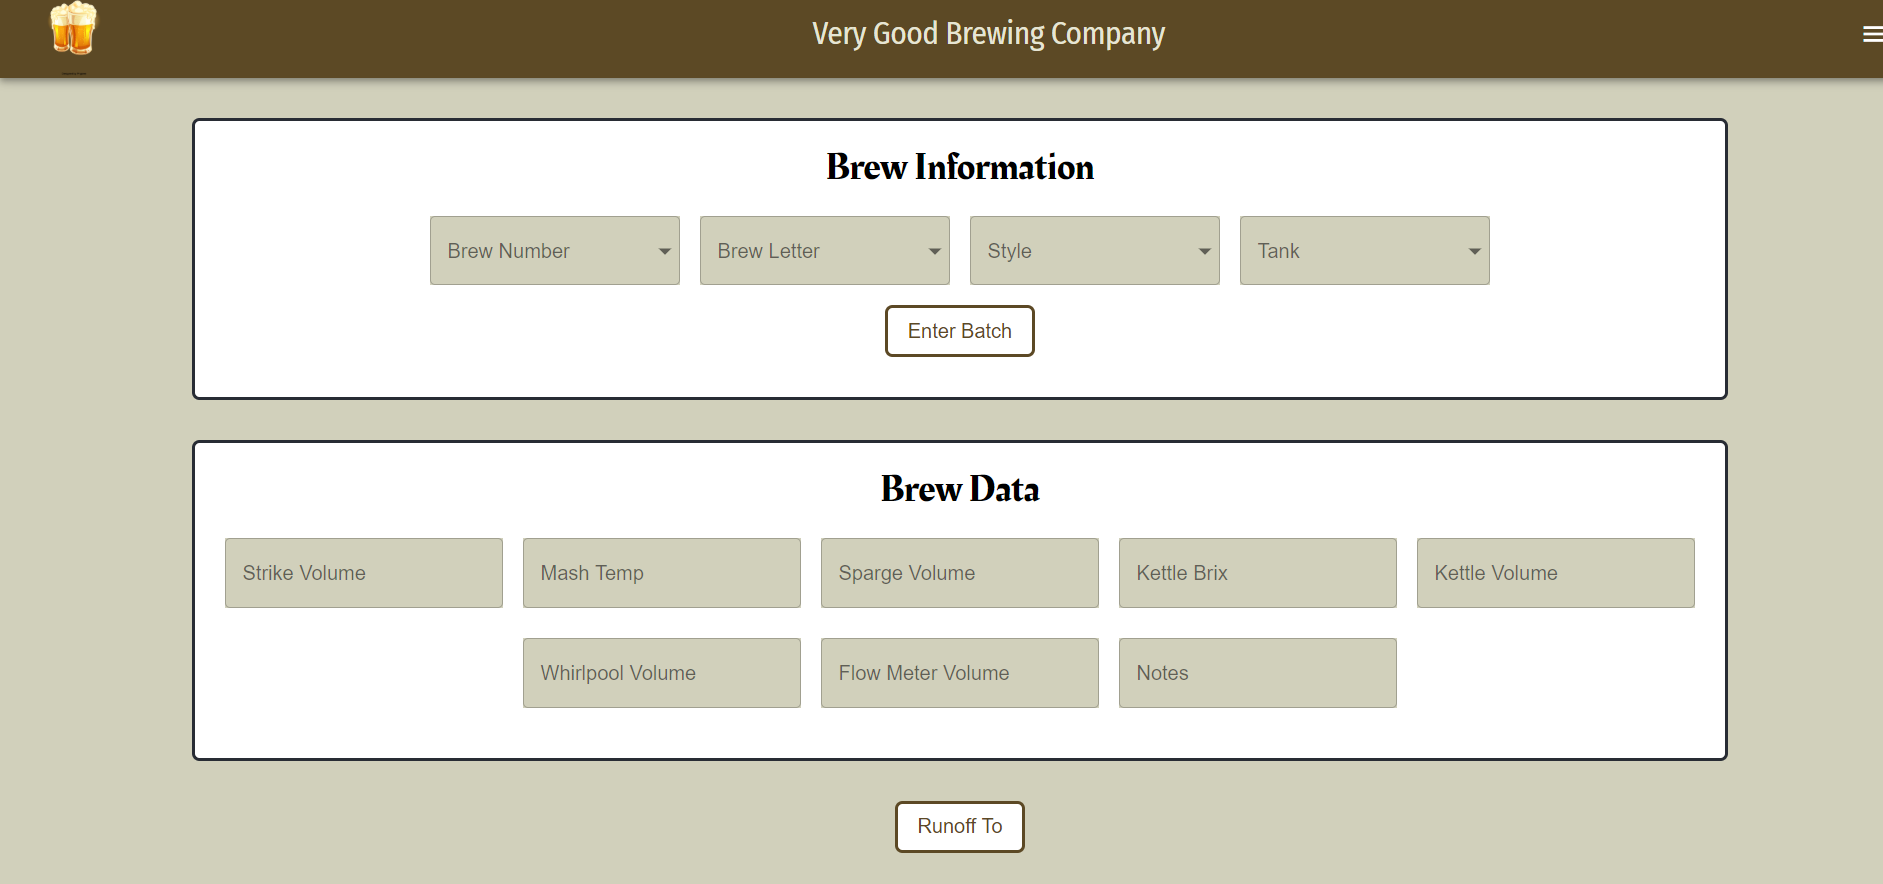 Very Good Brewing Company
Brew Information
Brew Number
Brew Letter
Style
Tank
Enter Batch
Brew Data
Strike Volume
Mash Temp
Sparge Volume
Kettle Brix
Kettle Volume
Whirlpool Volume
Flow Meter Volume
Notes
Runoff To